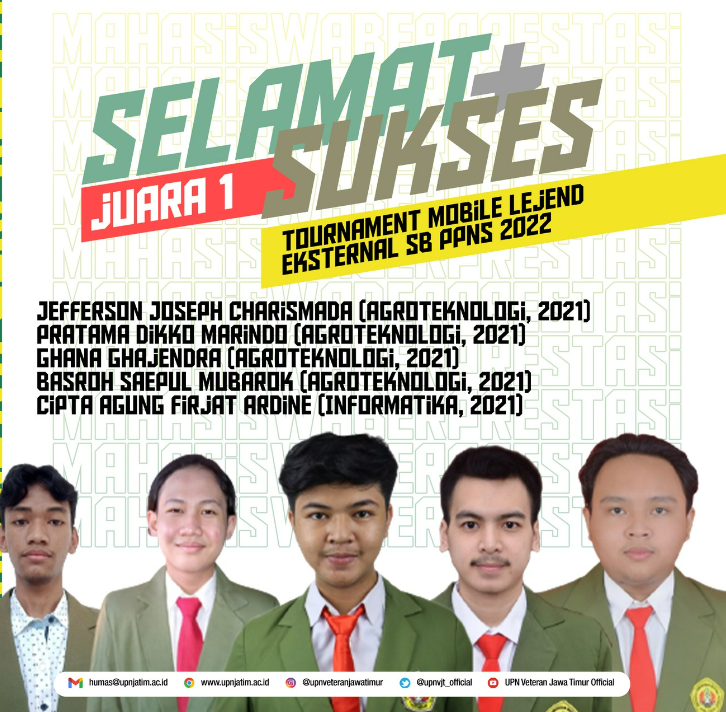 MAHASiSWABERPRESTASi
SELAMAT+
SUKSES
JUARA 1
TOURNAMENT MOBiLE LEJEND
EKSTERNAL SB PPNS 2022
JEFFERSON JOSEPH CHARiSMADA (AGROTEKNOLOGi, 2021)
PRATAMA DiKKO MARiNDO (AGROTEKNOLOGi, 2021)
GHANA GHAJENDRA (AGROTEKNOLOGi, 2021)
BASROH SAEPUL MUBAROK (AGROTEKNOLOGi, 2021)
CiPTA AGUNG FiRJAT ARDiNE (iNFORMATiKA, 2021)
humas@upnjatim.ac.id www.upnjatim.ac.id @upnveteranjawatimur @upnvjt_official UPN Veteran Jawa Timur Official